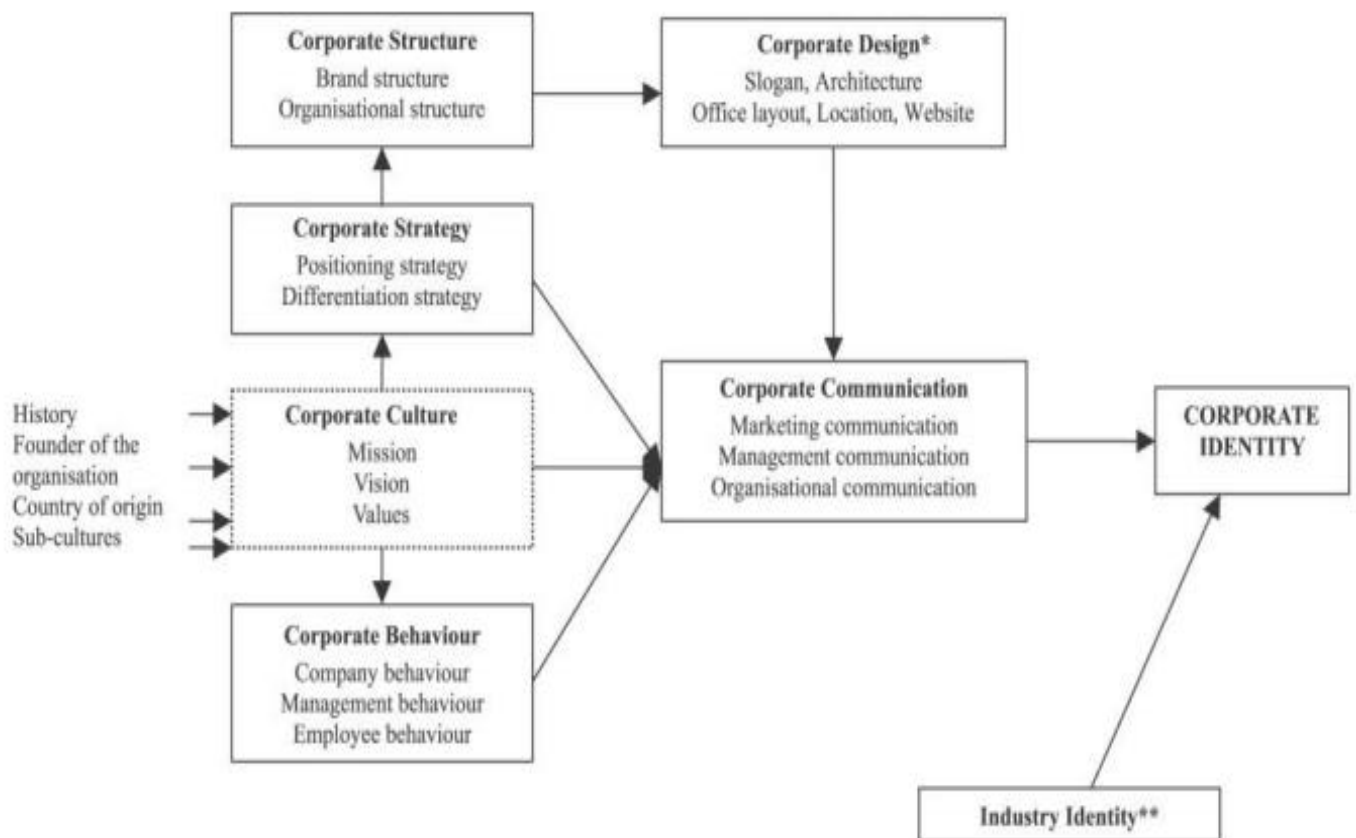 Corporate Structure
Brand structure
Organisational structure
Corporate Design*
Slogan, Architecture
Office layout, Location, Website
Corporate Strategy
Positioning strategy
Differentiation strategy
History
Founder of the
organisation
Country of origin
Sub-cultures
Corporate Culture
Mission
Vision
Values
Corporate Communication
Marketing communication
Management communication
Organisational communication
CORPORATE
IDENTITY
Corporate Behaviour
Company behaviour
Management behaviour
Employee behaviour
Industry Identity**